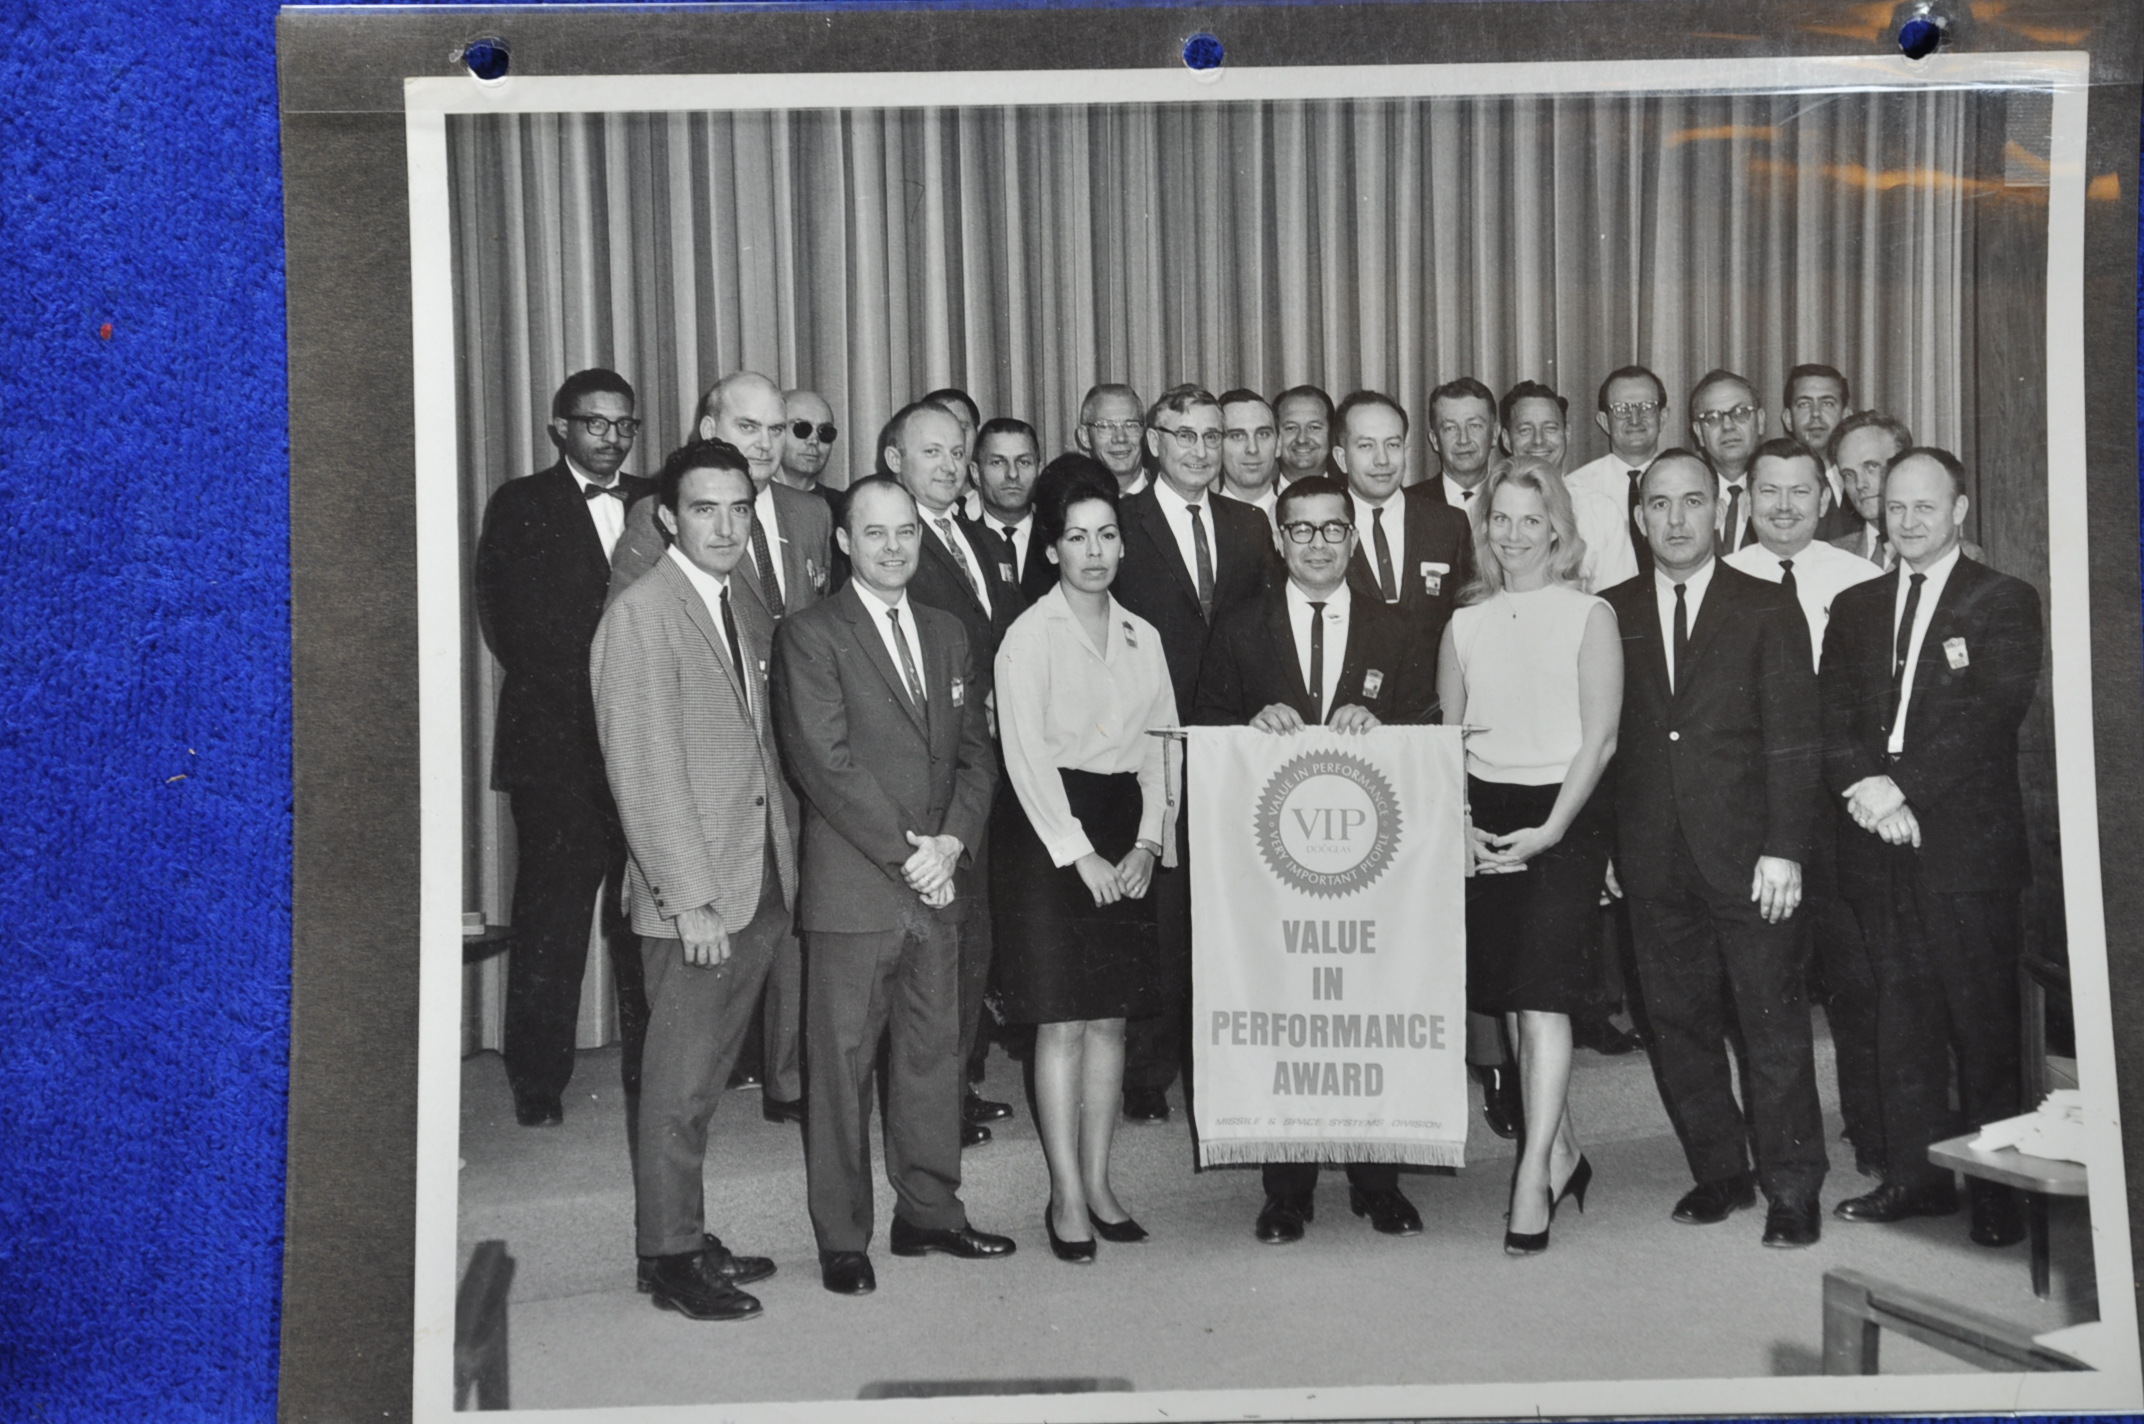 VALUE IN PERFORMANCE
VIP
DOUGLAS
VERY IMPORTANT PEOPLE
VALUE
IN
PERFORMANCE
AWARD
MISSILE & SPACE SYSTEMS DIVISION